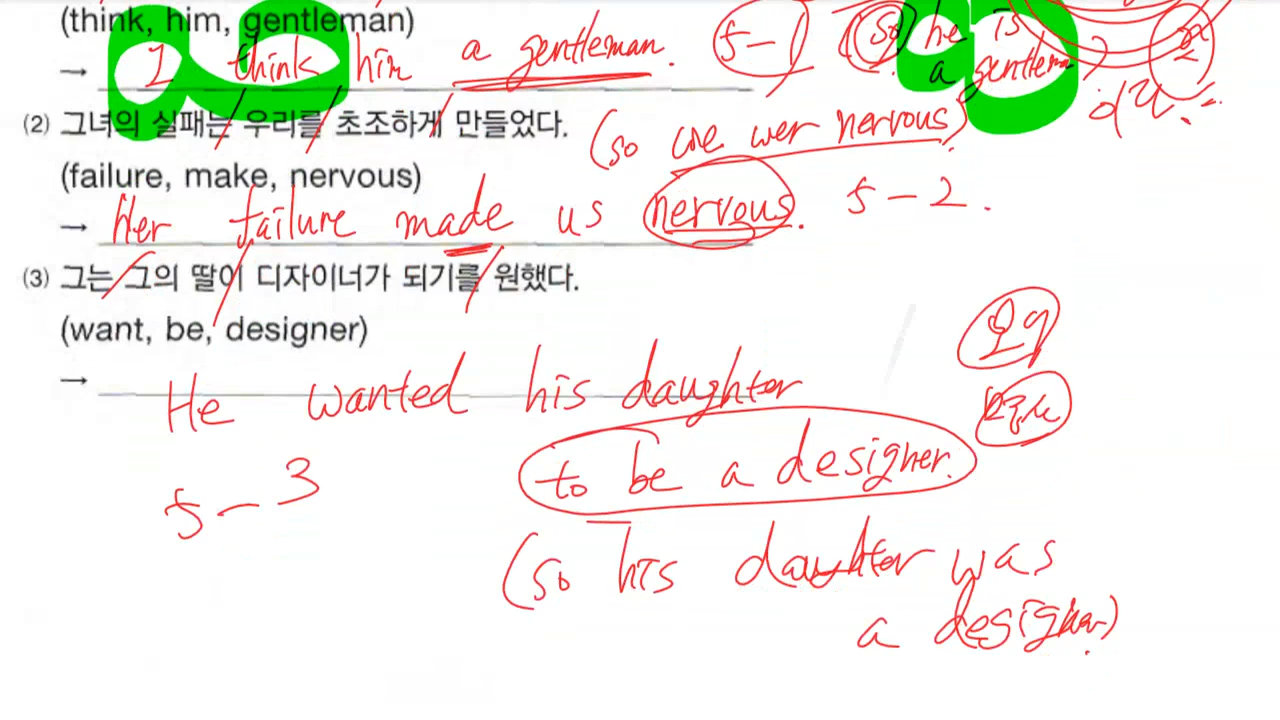 (think, him, gentleman)
→ I think him a gentleman. 5-1 (so he is
a gentleman)
(2) 그녀의 실패는 우리를 초조하게 만들었다. (so we wer nervous)
(failure, make, nervous)
→ Her failure made us nervous. 5-2.
(3) 그는 그의 딸이 디자이너가 되기를 원했다.
(want, be, designer)
→ He wanted his daughter
to be a designer.
5-3
(so his daughter was
a designer)